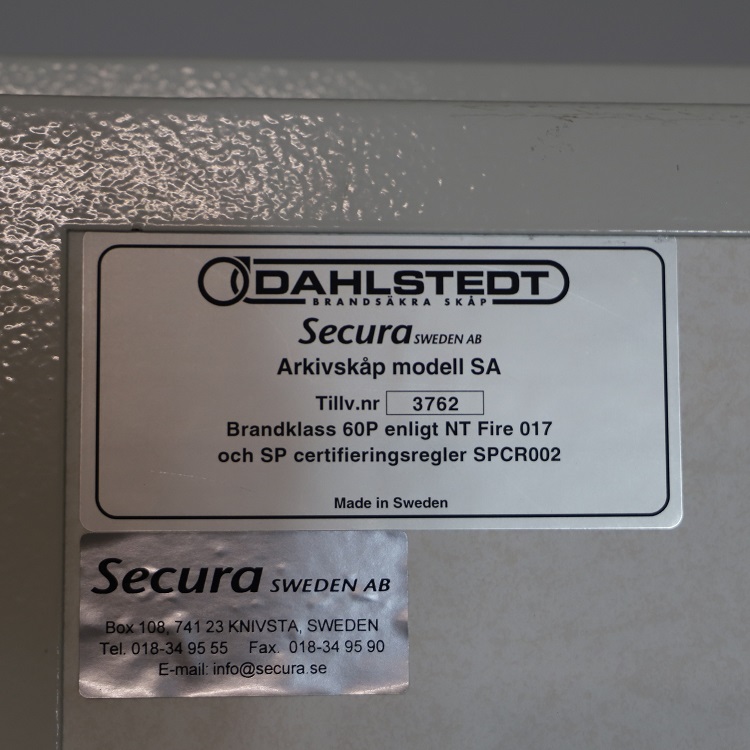 DAHLSTEDT
BRANDSÄKRA SKÅP
Secura SWEDEN AB
Arkivskåp modell SA
Tillv.nr 3762
Brandklass 60P enligt NT Fire 017
och SP certifieringsregler SPCR002
Made in Sweden
Secura SWEDEN AB
Box 108, 741 23 KNIVSTA, SWEDEN
Tel. 018-34 95 55 Fax. 018-34 95 90
E-mail: info@secura.se